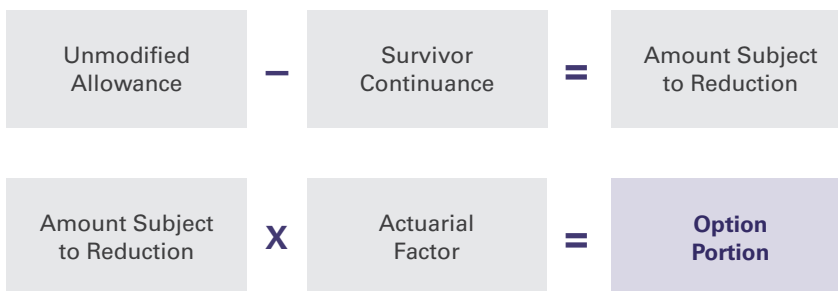 Unmodified
Allowance
–
Survivor
Continuance
=
Amount Subject
to Reduction
Amount Subject
to Reduction
X
Actuarial
Factor
=
Option
Portion